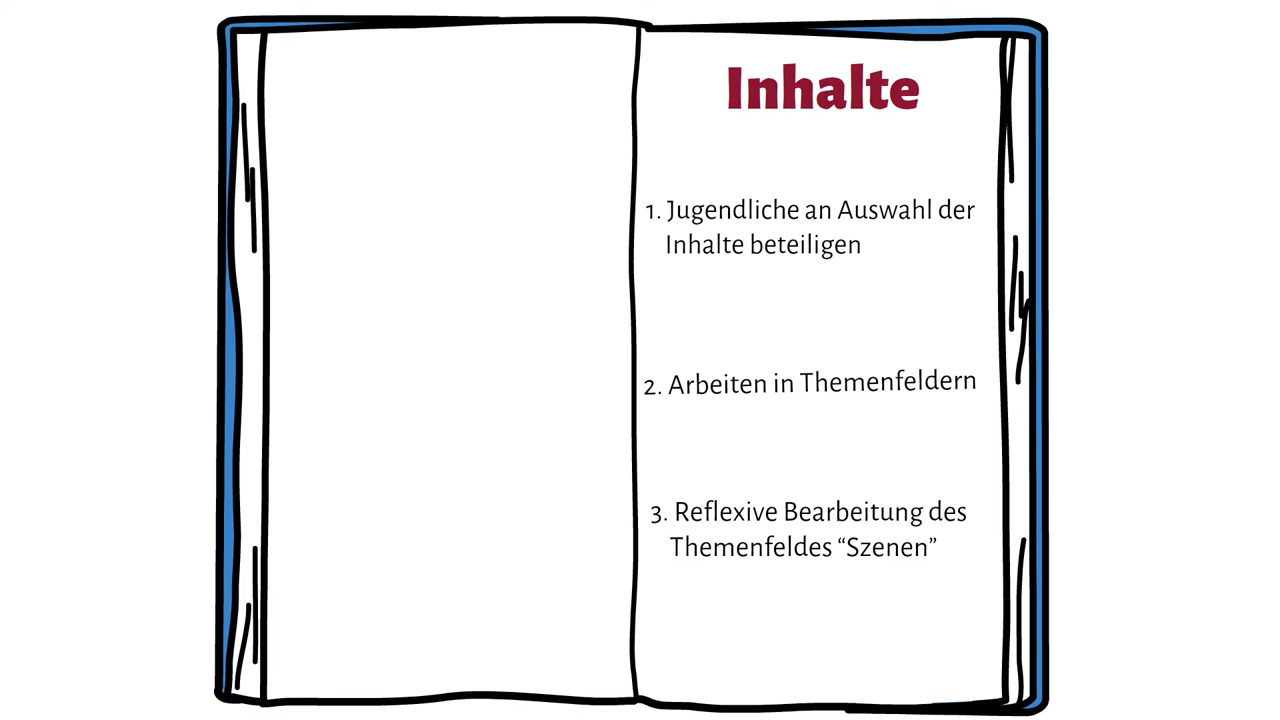 Inhalte
1. Jugendliche an Auswahl der
Inhalte beteiligen
2. Arbeiten in Themenfeldern
3. Reflexive Bearbeitung des
Themenfeldes “Szenen”